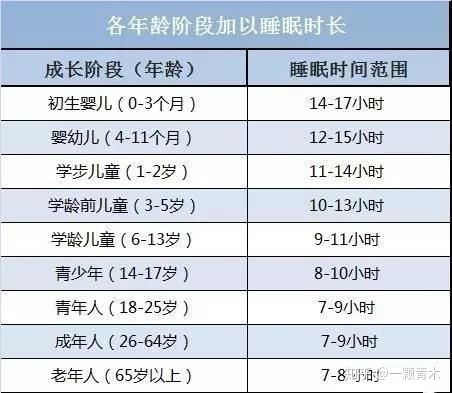 各年龄阶段加以睡眠时长
成长阶段（年龄） 睡眠时间范围
初生婴儿（0-3个月） 14-17小时
婴幼儿（4-11个月） 12-15小时
学步儿童（1-2岁） 11-14小时
学龄前儿童（3-5岁） 10-13小时
学龄儿童（6-13岁） 9-11小时
青少年（14-17岁） 8-10小时
青年人（18-25岁） 7-9小时
成年人（26-64岁） 7-9小时
老年人（65岁以上） 7-8小时
知乎 @一颗青木